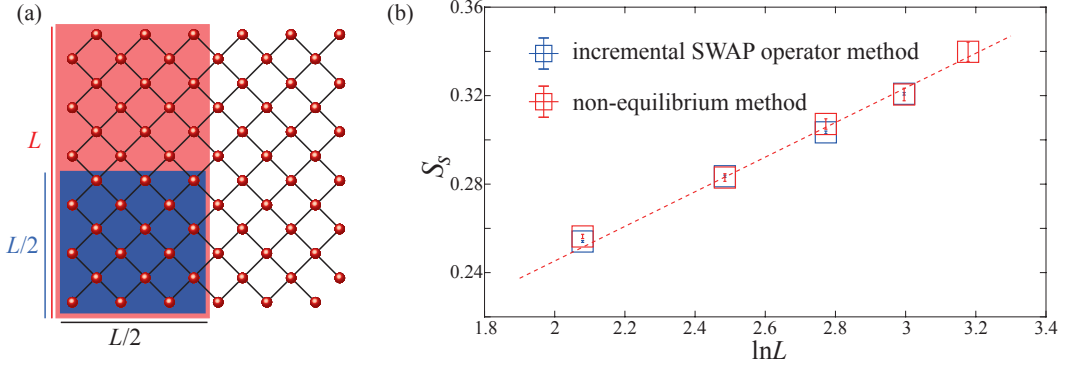 (a)
L
L/2
L/2
(b)
0.36
0.32
0.28
0.24
S_s
incremental SWAP operator method
non-equilibrium method
1.8 2 2.2 2.4 2.6 2.8 3 3.2 3.4
lnL